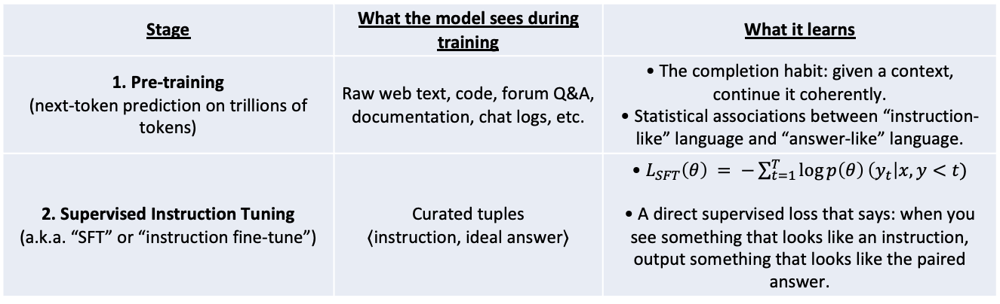 Stage
What the model sees during
training
What it learns
1. Pre-training
(next-token prediction on trillions of
tokens)
Raw web text, code, forum Q&A,
documentation, chat logs, etc.
• The completion habit: given a context,
continue it coherently.
• Statistical associations between “instruction-
like” language and “answer-like” language.
2. Supervised Instruction Tuning
(a.k.a. “SFT” or “instruction fine-tune”)
Curated tuples
⟨instruction, ideal answer⟩
• L_{SFT}(θ) = −∑_{t=1}^{T} log p(θ) (y_t|x, y < t)
• A direct supervised loss that says: when you
see something that looks like an instruction,
output something that looks like the paired
answer.